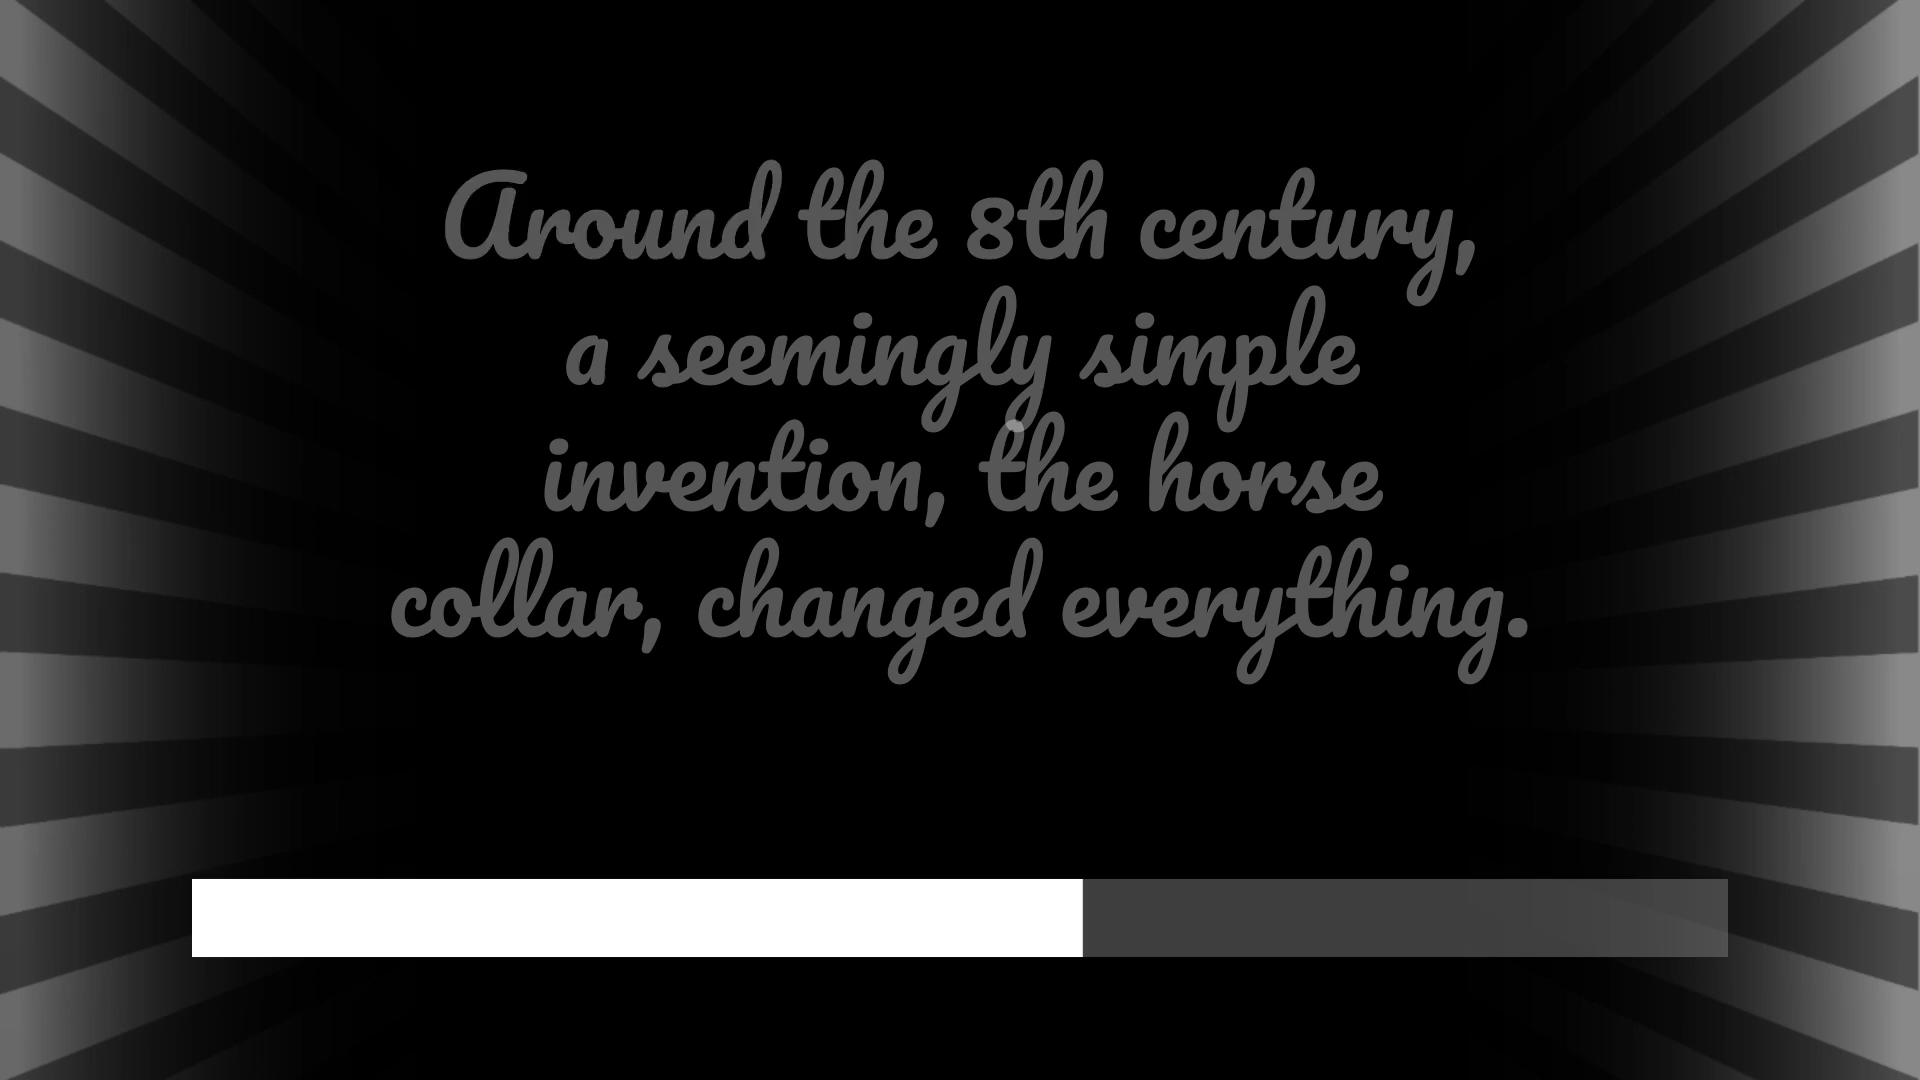 Around the 8th century,
a seemingly simple
invention, the horse
collar, changed everything.